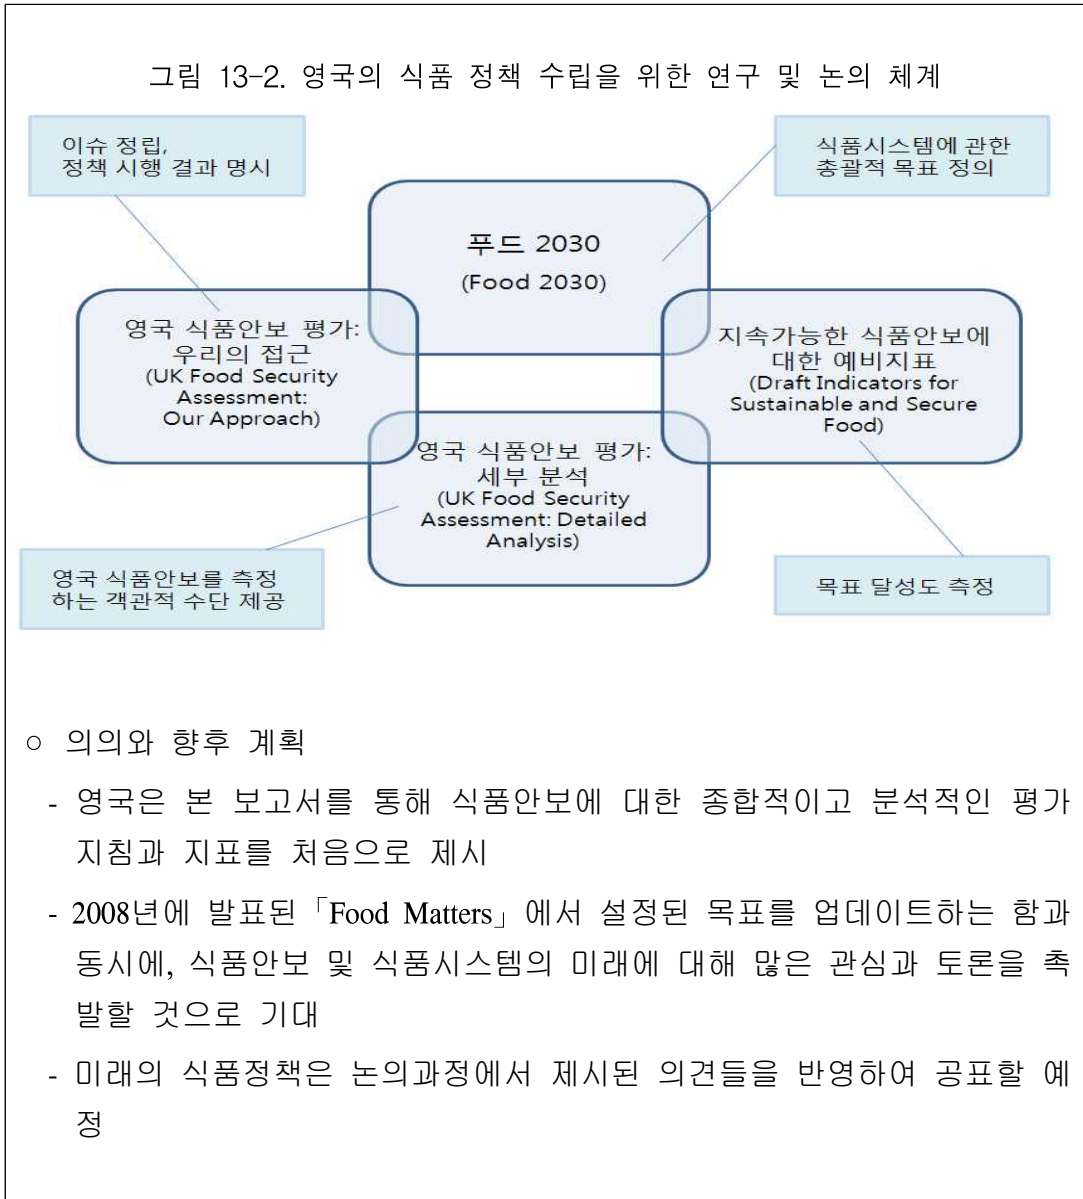 그림 13-2. 영국의 식품 정책 수립을 위한 연구 및 논의 체계
이슈 정립,
정책 시행 결과 명시
식품시스템에 관한
총괄적 목표 정의
푸드 2030
(Food 2030)
영국 식품안보 평가:
우리의 접근
(UK Food Security
Assessment:
Our Approach)
지속가능한 식품안보에
대한 예비지표
(Draft Indicators for
Sustainable and Secure
Food)
영국 식품안보 평가:
세부 분석
(UK Food Security
Assessment: Detailed
Analysis)
영국 식품안보를 측정
하는 객관적 수단 제공
목표 달성도 측정
○ 의의와 향후 계획
- 영국은 본 보고서를 통해 식품안보에 대한 종합적이고 분석적인 평가
지침과 지표를 처음으로 제시
- 2008년에 발표된「Food Matters」에서 설정된 목표를 업데이트하는 함과
동시에, 식품안보 및 식품시스템의 미래에 대해 많은 관심과 토론을 촉
발할 것으로 기대
- 미래의 식품정책은 논의과정에서 제시된 의견들을 반영하여 공표할 예
정